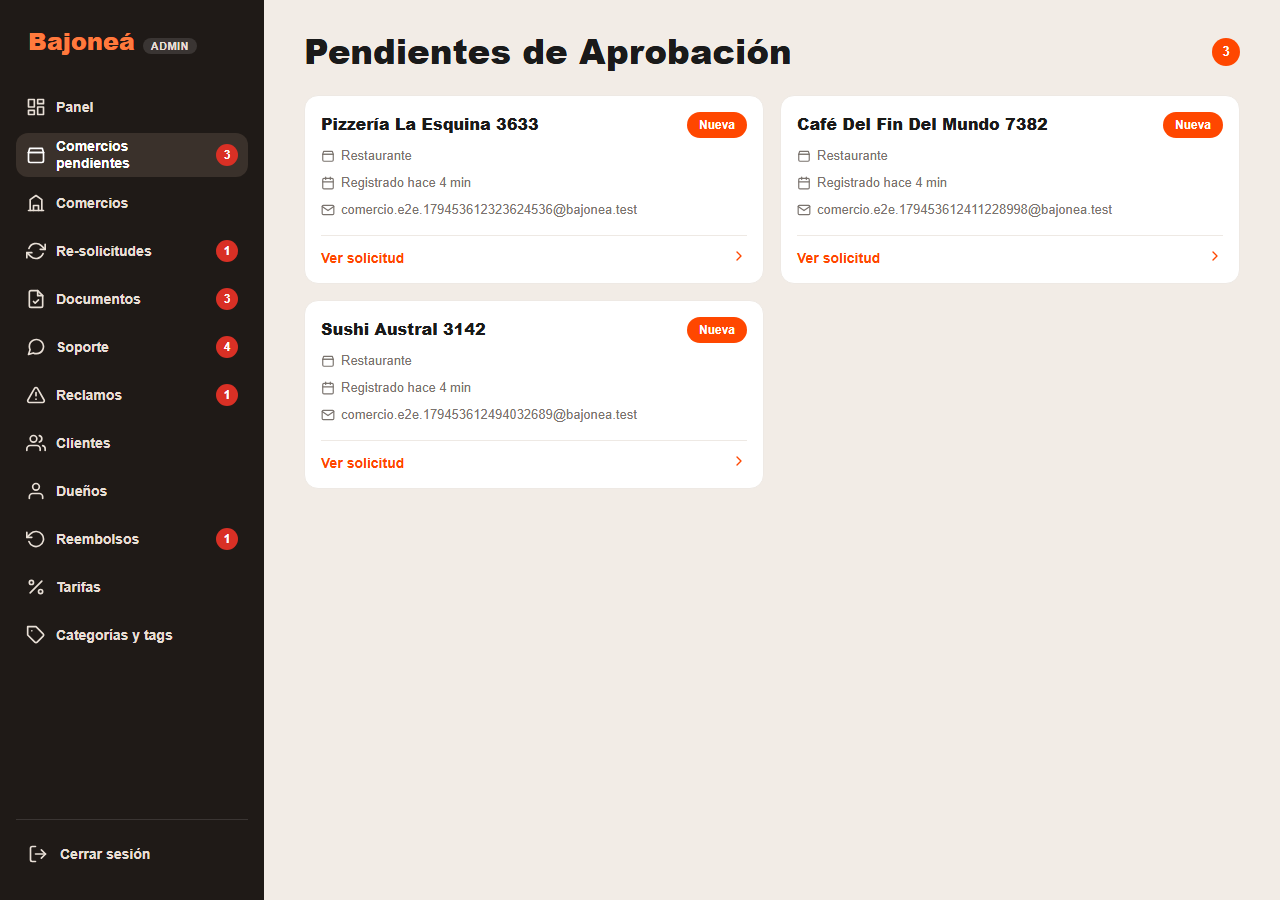 Bajoneá ADMIN
Panel
Comercios
pendientes
3
Comercios
Re-solicitudes 1
Documentos 3
Soporte 4
Reclamos 1
Clientes
Dueños
Reembolsos 1
Tarifas
Categorías y tags
Cerrar sesión
Pendientes de Aprobación 3
Pizzería La Esquina 3633 Nueva
Restaurante
Registrado hace 4 min
comercio.e2e.179453612323624536@bajonea.test
Ver solicitud
Café Del Fin Del Mundo 7382 Nueva
Restaurante
Registrado hace 4 min
comercio.e2e.179453612411228998@bajonea.test
Ver solicitud
Sushi Austral 3142 Nueva
Restaurante
Registrado hace 4 min
comercio.e2e.179453612494032689@bajonea.test
Ver solicitud